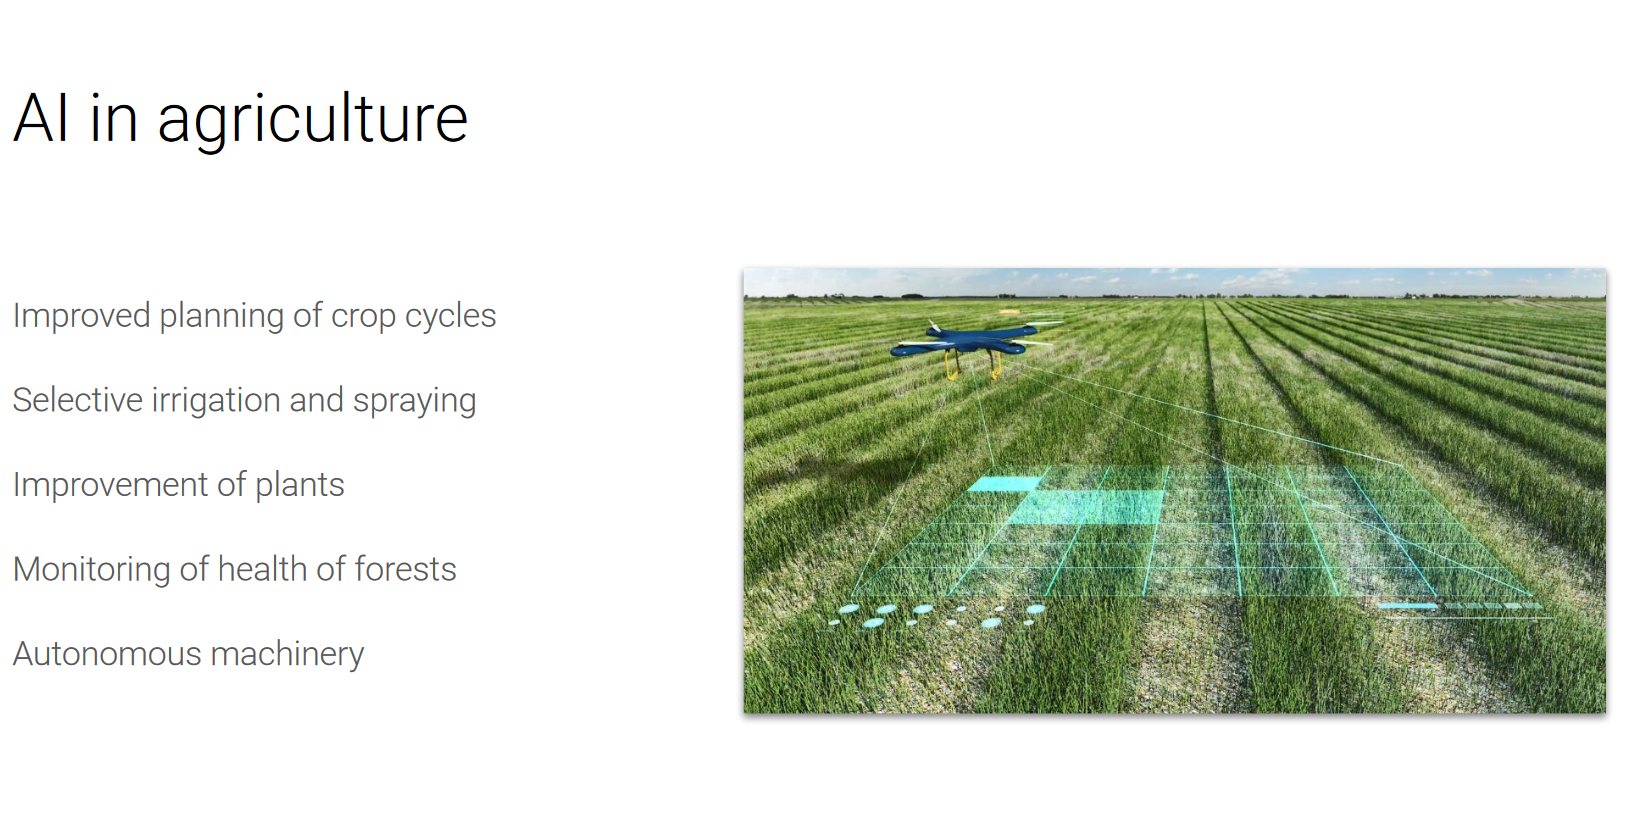 AI in agriculture
Improved planning of crop cycles
Selective irrigation and spraying
Improvement of plants
Monitoring of health of forests
Autonomous machinery